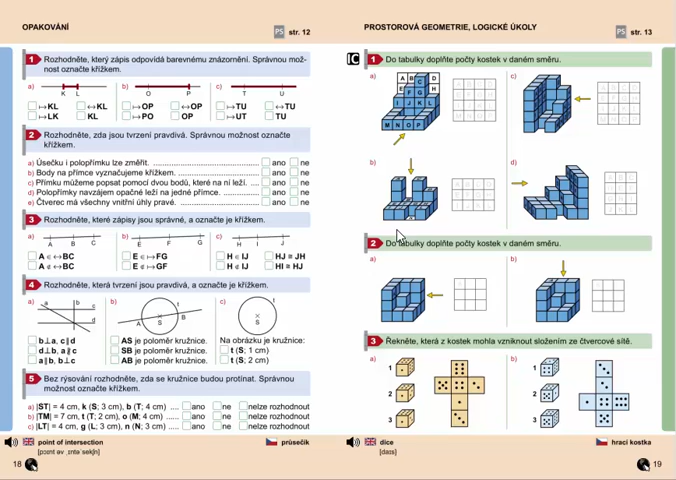 OPAKOVÁNÍ
PS str. 12
1 Rozhodněte, který zápis odpovídá barevnému znázornění. Správnou mož-
nost označte křížkem.
a) b) c)
K L O P T U
↦KL ↔KL ↦OP ↔OP ↦TU ↔TU
↦LK KL ↦PO OP ↦UT TU
2 Rozhodněte, zda jsou tvrzení pravdivá. Správnou možnost označte
křížkem.
a) Úsečku i polopřímku lze změřit. ano ne
b) Body na přímce vyznačujeme křížkem. ano ne
c) Přímku můžeme popsat pomocí dvou bodů, které na ní leží. ano ne
d) Polopřímky navzájem opačné leží na jedné přímce. ano ne
e) Čtverec má všechny vnitřní úhly pravé. ano ne
3 Rozhodněte, které zápisy jsou správné, a označte je křížkem.
a) b) c)
A B C E F G H I J
A ∈ ↔BC E ∈ ↦FG H ∈ IJ HJ ≅ JH
A ∉ ↔BC E ∉ ↦GF H ∉ IJ HI ≅ HJ
4 Rozhodněte, která tvrzení jsou pravdivá, a označte je křížkem.
a) b) c)
a b c d
A S B t
S t
b⊥a, c∦d AS je poloměr kružnice. Na obrázku je kružnice:
d⊥b, a∦c SB je poloměr kružnice. t (S; 1 cm)
a∥b, b⊥c AB je poloměr kružnice. t (S; 2 cm)
5 Bez rýsování rozhodněte, zda se kružnice budou protínat. Správnou
možnost označte křížkem.
a) |ST| = 4 cm, k (S; 3 cm), b (T; 4 cm) .... ano ne nelze rozhodnout
b) |TM| = 7 cm, t (T; 2 cm), o (M; 4 cm) ..... ano ne nelze rozhodnout
c) |LT| = 4 cm, g (L; 3 cm), n (N; 3 cm) ..... ano ne nelze rozhodnout
point of intersection průsečík
18
PROSTOROVÁ GEOMETRIE, LOGICKÉ ÚKOLY
PS str. 13
1 Do tabulky doplňte počty kostek v daném směru.
a) c)
A B C D
E F G H
I J K L
M N O P
b) d)
2 Do tabulky doplňte počty kostek v daném směru.
a) b)
3 Řekněte, která z kostek mohla vzniknout složením ze čtvercové sítě.
a) b)
1 1
2 2
3 3
dice hrací kostka
[daɪs]
19